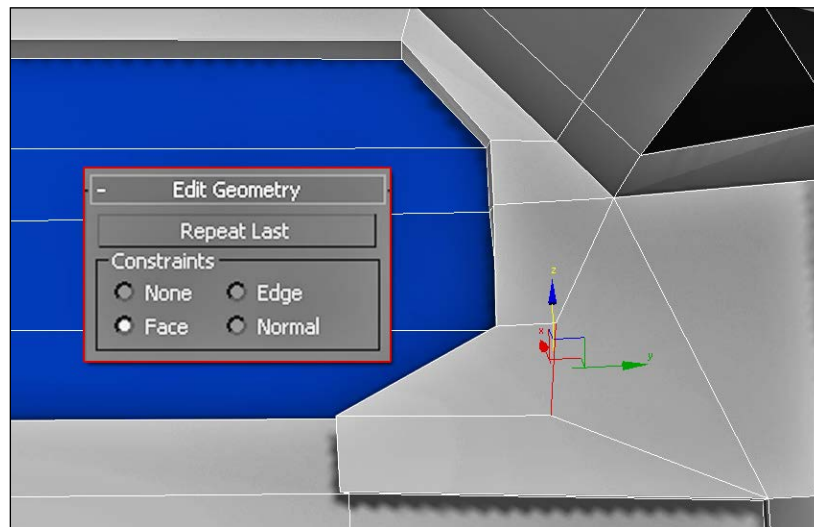 - Edit Geometry
Repeat Last
Constraints
None Edge
Face Normal
z
x
y